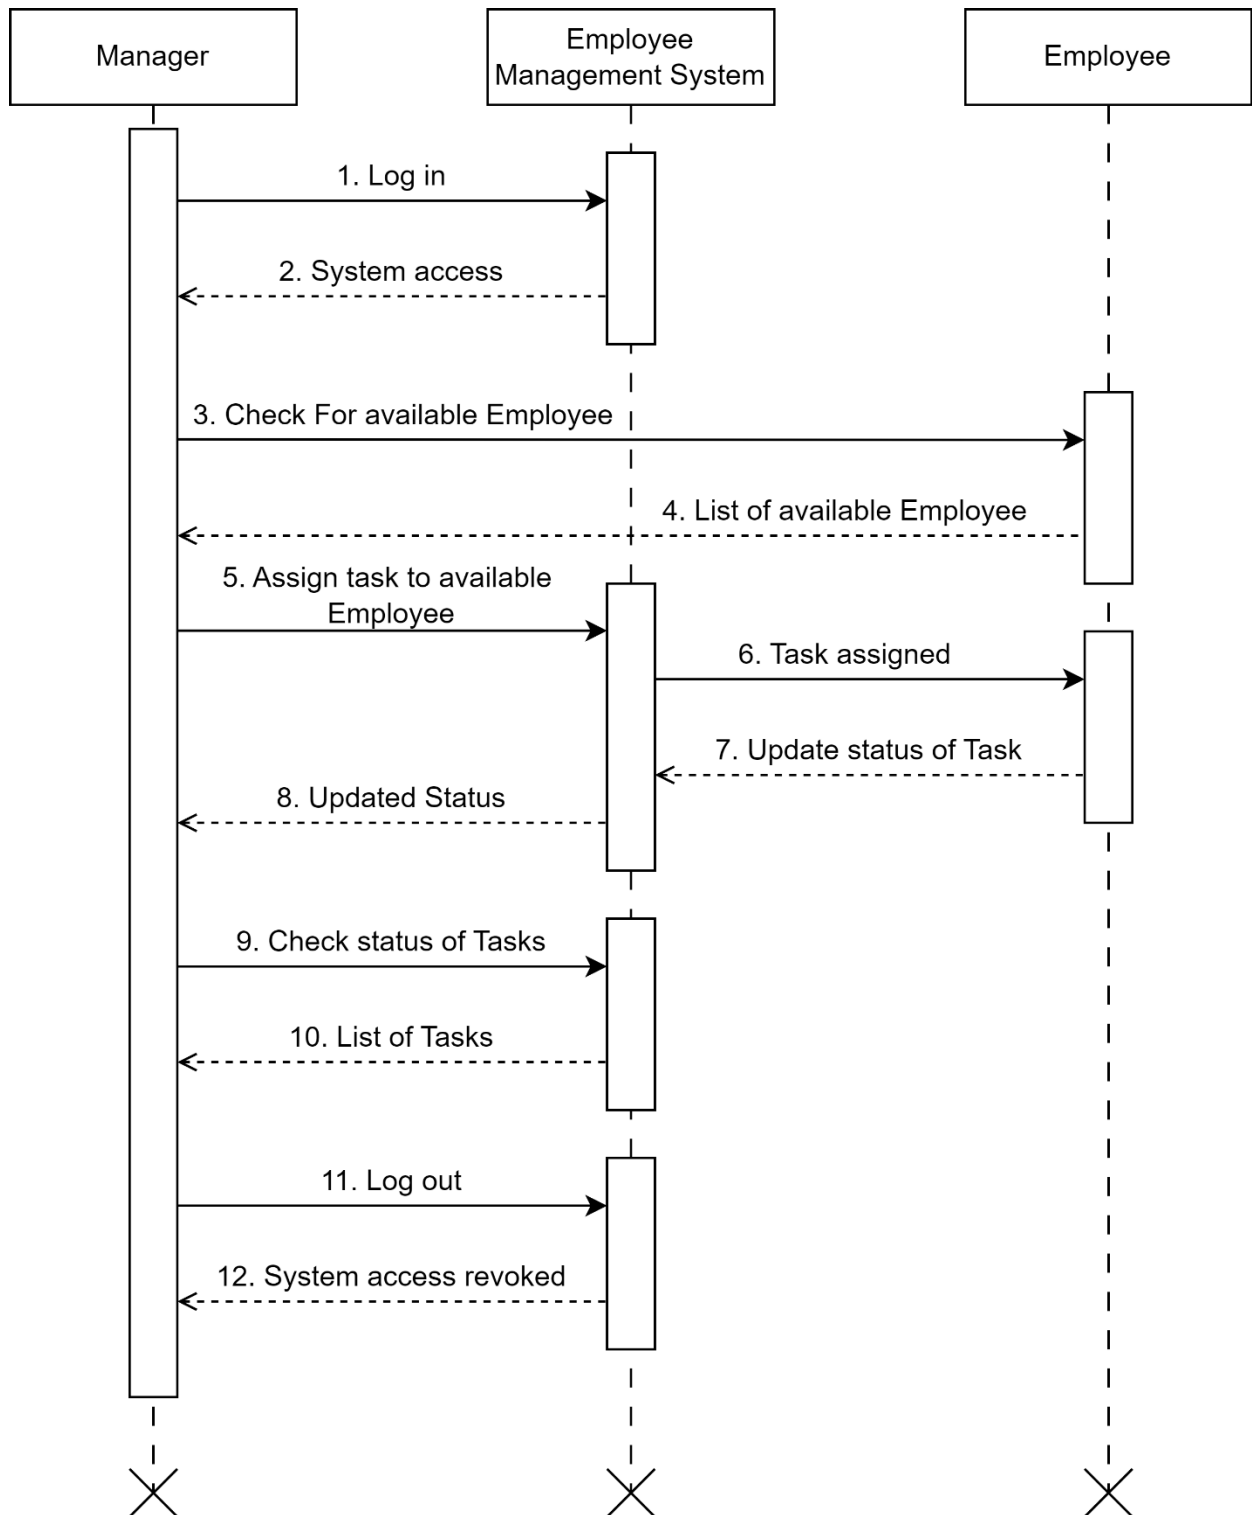 Manager
Employee
Management System
Employee
1. Log in
2. System access
3. Check For available Employee
4. List of available Employee
5. Assign task to available
Employee
6. Task assigned
7. Update status of Task
8. Updated Status
9. Check status of Tasks
10. List of Tasks
11. Log out
12. System access revoked